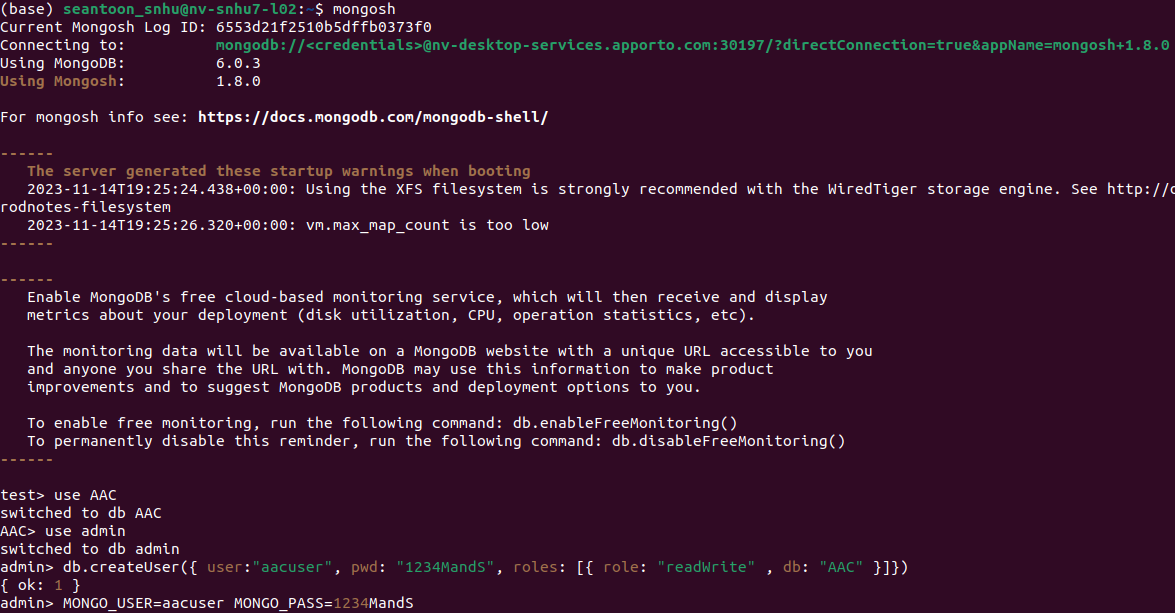 (base) seantoon_snhu@nv-snhu7-l02:~$ mongosh
Current Mongosh Log ID: 6553d21f2510b5dffb0373f0
Connecting to: mongodb://<credentials>@nv-desktop-services.apporto.com:30197/?directConnection=true&appName=mongosh+1.8.0
Using MongoDB: 6.0.3
Using Mongosh: 1.8.0
For mongosh info see: https://docs.mongodb.com/mongodb-shell/
------
The server generated these startup warnings when booting
2023-11-14T19:25:24.438+00:00: Using the XFS filesystem is strongly recommended with the WiredTiger storage engine. See http://
rodnotes-filesystem
2023-11-14T19:25:26.320+00:00: vm.max_map_count is too low
------
------
Enable MongoDB's free cloud-based monitoring service, which will then receive and display
metrics about your deployment (disk utilization, CPU, operation statistics, etc).
The monitoring data will be available on a MongoDB website with a unique URL accessible to you
and anyone you share the URL with. MongoDB may use this information to make product
improvements and to suggest MongoDB products and deployment options to you.
To enable free monitoring, run the following command: db.enableFreeMonitoring()
To permanently disable this reminder, run the following command: db.disableFreeMonitoring()
------
test> use AAC
switched to db AAC
AAC> use admin
switched to db admin
admin> db.createUser({ user:"aacuser", pwd: "1234MandS", roles: [{ role: "readWrite" , db: "AAC" }]})
{ ok: 1 }
admin> MONGO_USER=aacuser MONGO_PASS=1234MandS